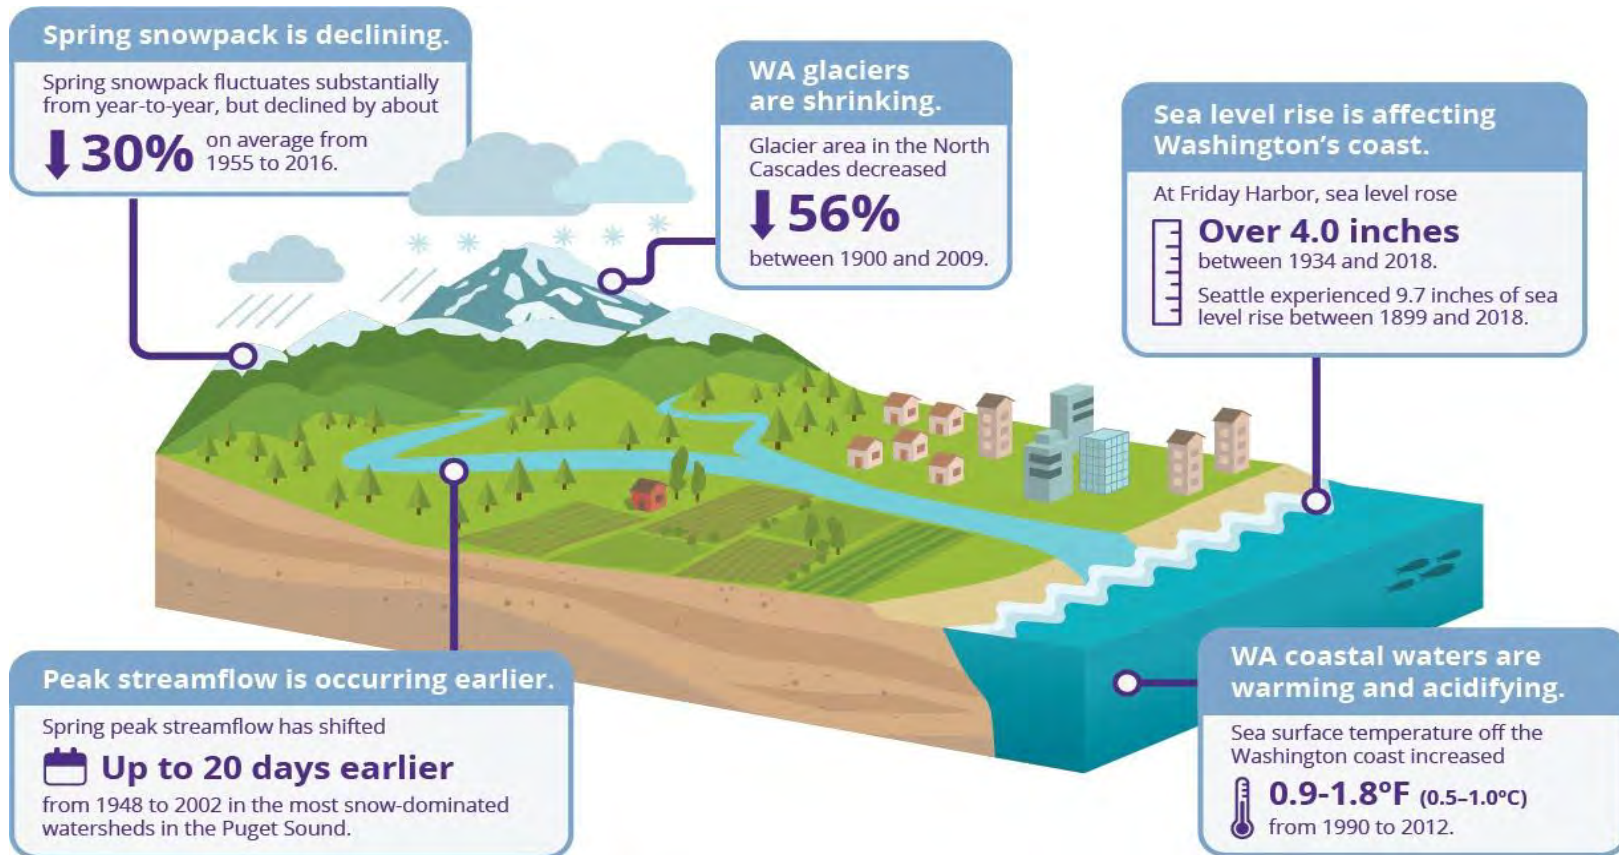 Spring snowpack is declining.
Spring snowpack fluctuates substantially
from year-to-year, but declined by about
30% on average from
1955 to 2016.
WA glaciers
are shrinking.
Glacier area in the North
Cascades decreased
56%
between 1900 and 2009.
Sea level rise is affecting
Washington's coast.
At Friday Harbor, sea level rose
Over 4.0 inches
between 1934 and 2018.
Seattle experienced 9.7 inches of sea
level rise between 1899 and 2018.
Peak streamflow is occurring earlier.
Spring peak streamflow has shifted
Up to 20 days earlier
from 1948 to 2002 in the most snow-dominated
watersheds in the Puget Sound.
WA coastal waters are
warming and acidifying.
Sea surface temperature off the
Washington coast increased
0.9-1.8ºF (0.5–1.0ºC)
from 1990 to 2012.